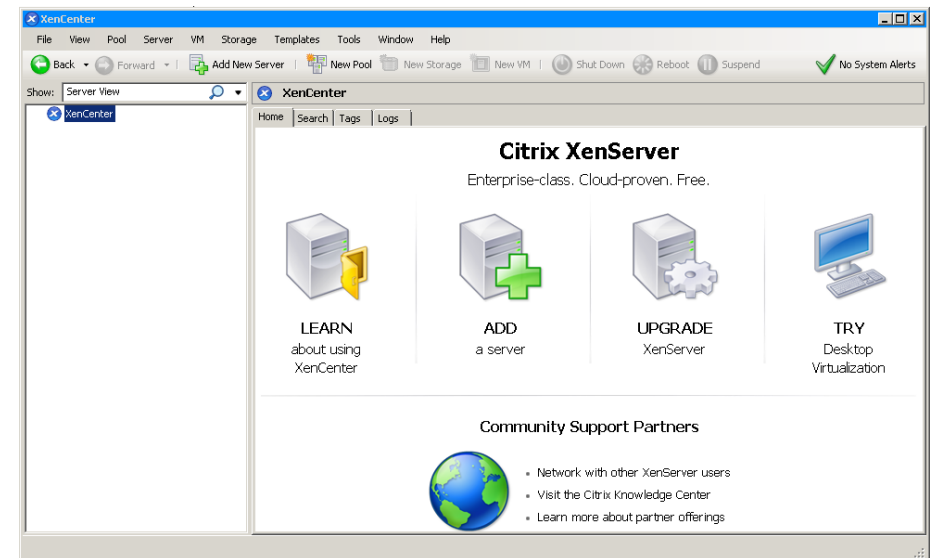 XenCenter
File View Pool Server VM Storage Templates Tools Window Help
Back Forward Add New Server New Pool New Storage New VM Shut Down Reboot Suspend No System Alerts
Show: Server View
XenCenter
XenCenter
Home Search Tags Logs
Citrix XenServer
Enterprise-class. Cloud-proven. Free.
LEARN
about using
XenCenter
ADD
a server
UPGRADE
XenServer
TRY
Desktop
Virtualization
Community Support Partners
• Network with other XenServer users
• Visit the Citrix Knowledge Center
• Learn more about partner offerings